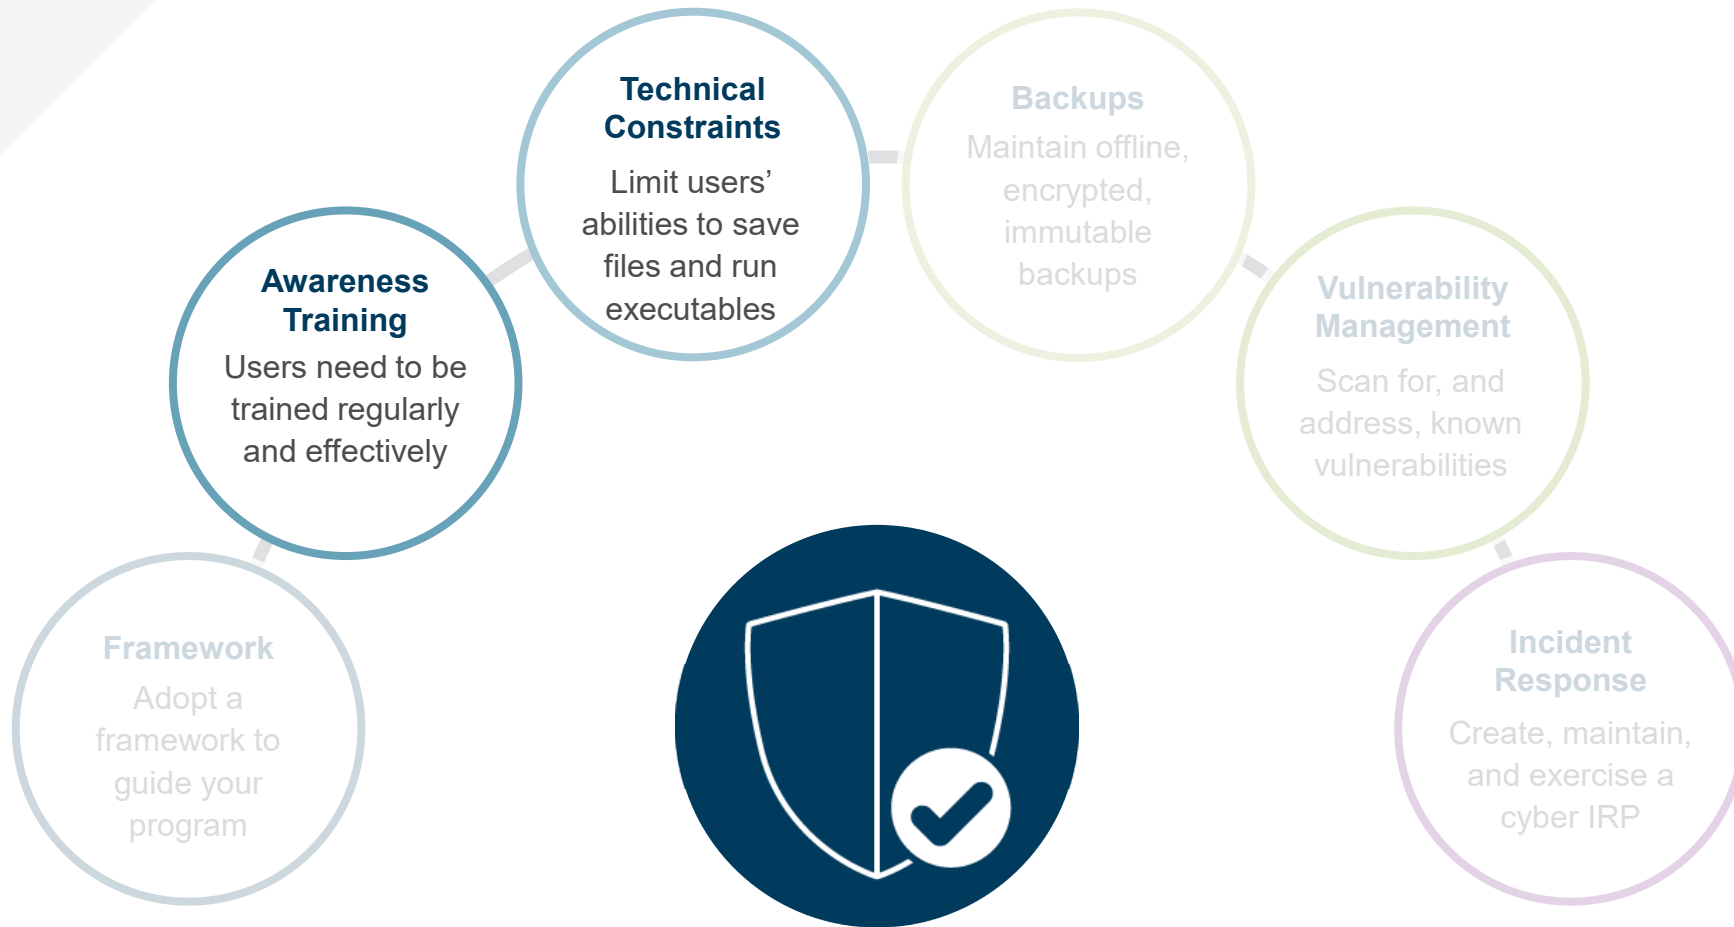 Framework
Adopt a
framework to
guide your
program
Awareness
Training
Users need to be
trained regularly
and effectively
Technical
Constraints
Limit users’
abilities to save
files and run
executables
Backups
Maintain offline,
encrypted,
immutable
backups
Vulnerability
Management
Scan for, and
address, known
vulnerabilities
Incident
Response
Create, maintain,
and exercise a
cyber IRP